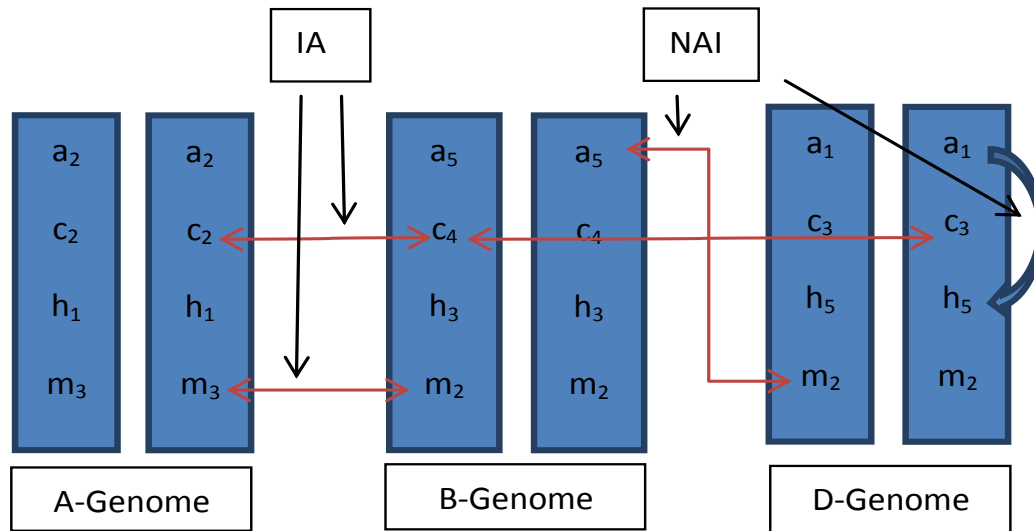 IA NAI
a₂ a₂ a₅ a₅ a₁ a₁
c₂ c₂ c₄ c₄ c₃ c₃
h₁ h₁ h₃ h₃ h₅ h₅
m₃ m₃ m₂ m₂ m₂ m₂
A-Genome B-Genome D-Genome